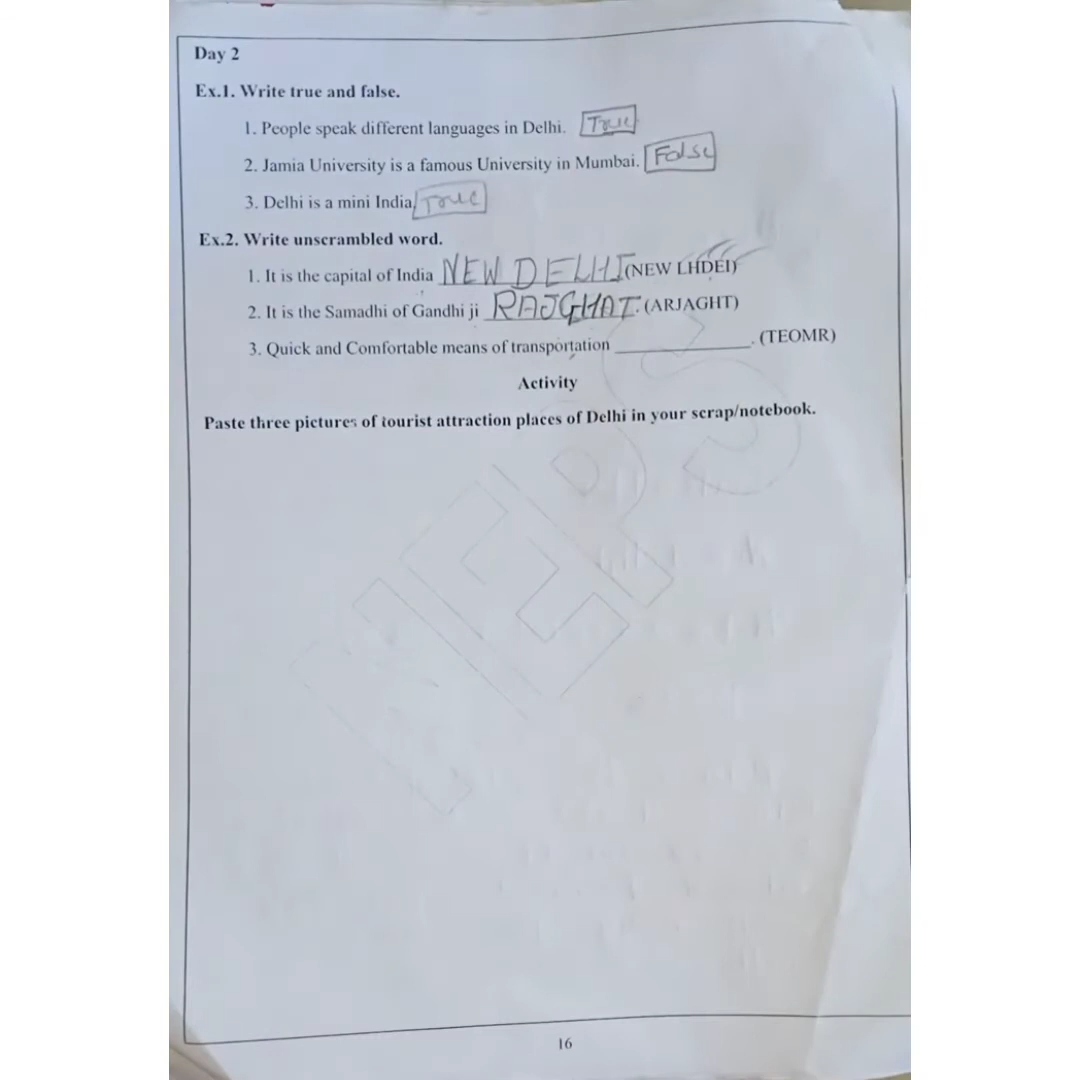 Day 2
Ex.1. Write true and false.
1. People speak different languages in Delhi. True
2. Jamia University is a famous University in Mumbai. False
3. Delhi is a mini India. True
Ex.2. Write unscrambled word.
1. It is the capital of India NEW DELHI (NEW LHDEI)
2. It is the Samadhi of Gandhi ji RAJGHAT. (ARJAGHT)
3. Quick and Comfortable means of transportation ____________. (TEOMR)
Activity
Paste three pictures of tourist attraction places of Delhi in your scrap/notebook.
MEPS
16